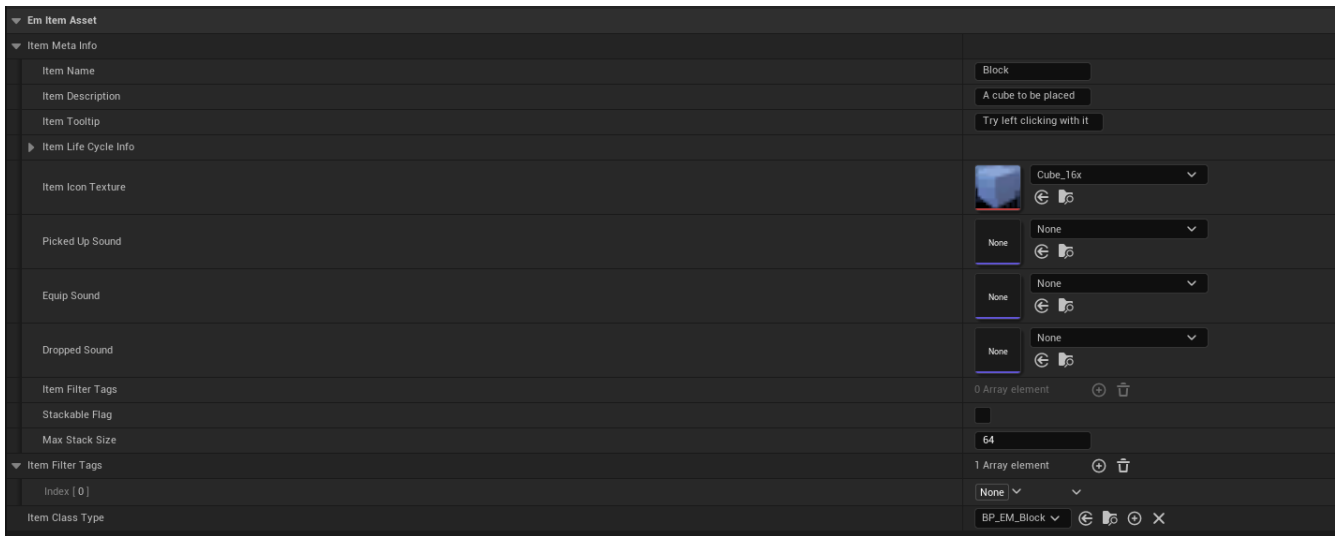 Em Item Asset
Item Meta Info
Item Name Block
Item Description A cube to be placed
Item Tooltip Try left clicking with it
Item Life Cycle Info
Item Icon Texture Cube_16x
Picked Up Sound None None
Equip Sound None None
Dropped Sound None None
Item Filter Tags 0 Array element
Stackable Flag
Max Stack Size 64
Item Filter Tags 1 Array element
Index [ 0 ] None
Item Class Type BP_EM_Block